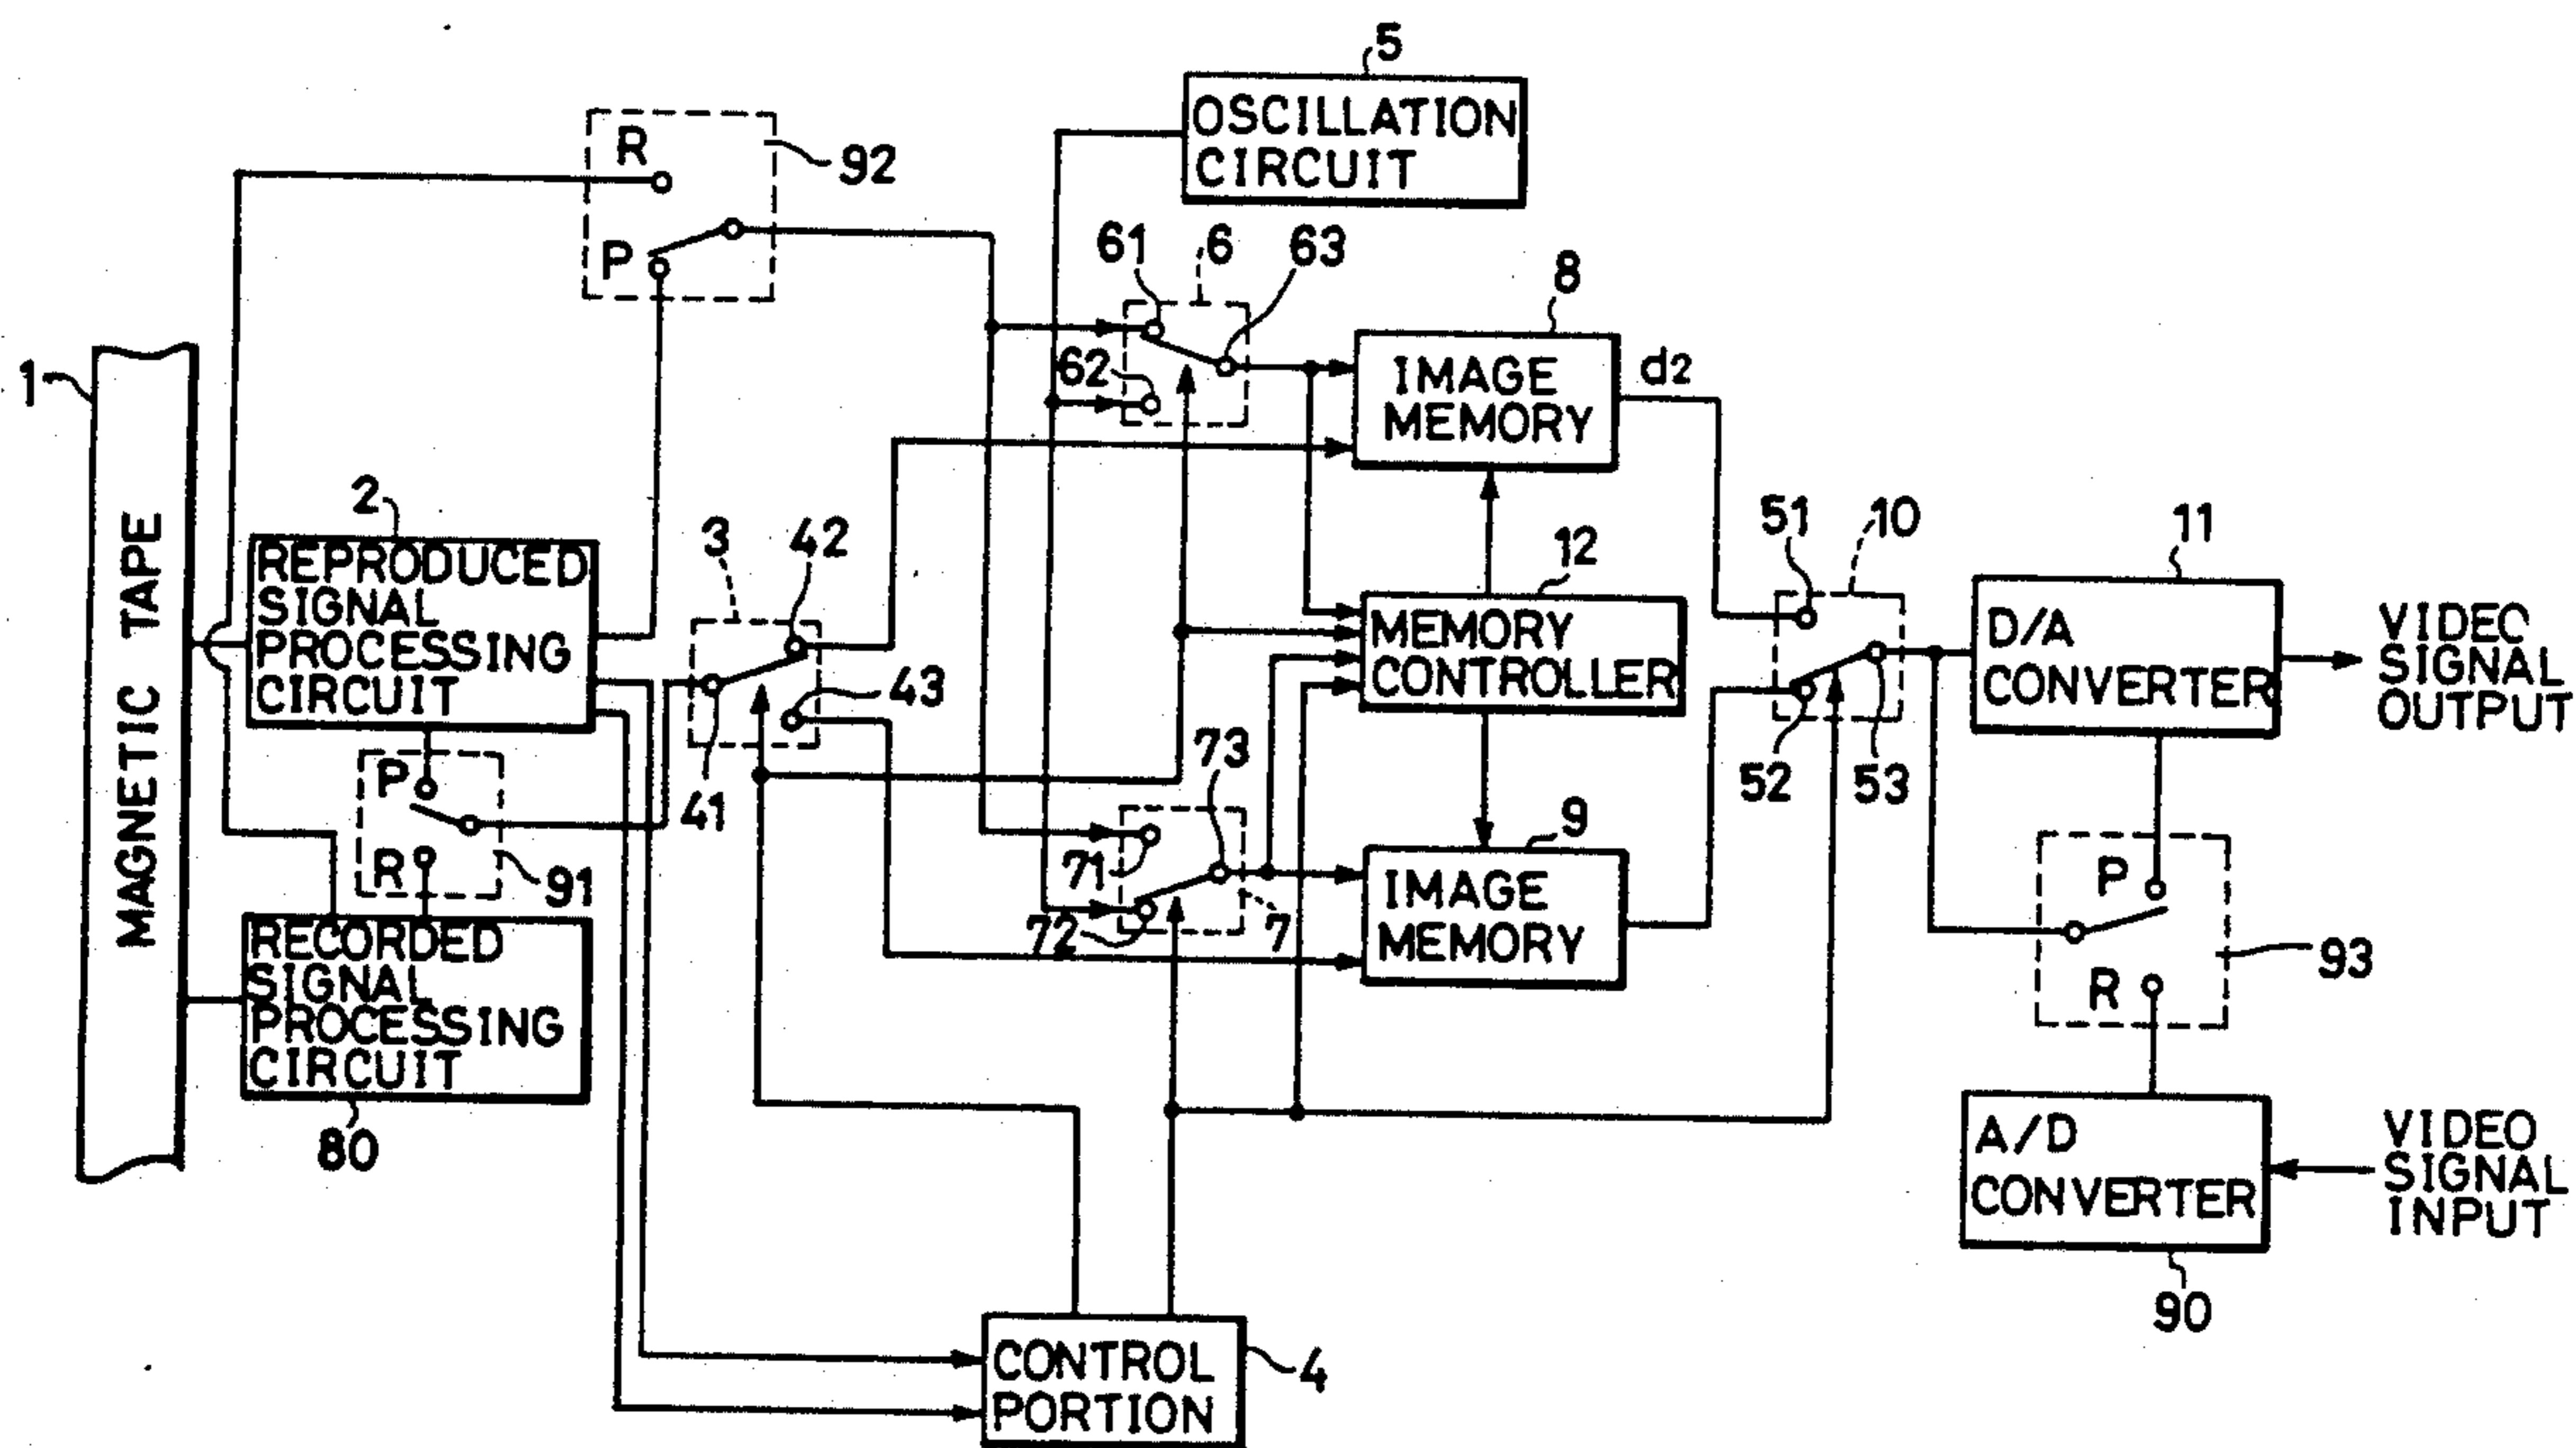 5
OSCILLATION
CIRCUIT
R
92
P
61
6
63
8
62
IMAGE
MEMORY
d2
1
MAGNETIC TAPE
2
REPRODUCED
SIGNAL
PROCESSING
CIRCUIT
3
42
41
43
12
MEMORY
CONTROLLER
51
10
52
53
11
D/A
CONVERTER
VIDEO
SIGNAL
OUTPUT
P
R
91
73
71
72
7
9
IMAGE
MEMORY
P
R
93
RECORDED
SIGNAL
PROCESSING
CIRCUIT
80
A/D
CONVERTER
90
VIDEO
SIGNAL
INPUT
CONTROL
PORTION
4